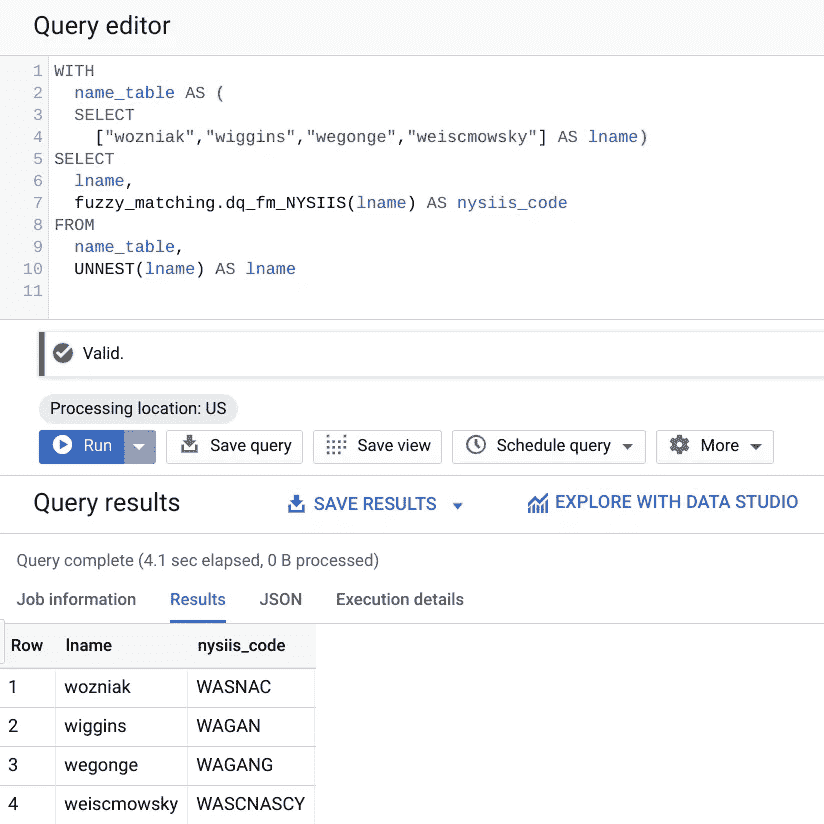 Query editor
1 WITH
2 name_table AS (
3 SELECT
4 ["wozniak","wiggins","wegonge","weiscmowsky"] AS lname)
5 SELECT
6 lname,
7 fuzzy_matching.dq_fm_NYSIIS(lname) AS nysiis_code
8 FROM
9 name_table,
10 UNNEST(lname) AS lname
11
Valid.
Processing location: US
Run Save query Save view Schedule query More
Query results SAVE RESULTS EXPLORE WITH DATA STUDIO
Query complete (4.1 sec elapsed, 0 B processed)
Job information Results JSON Execution details
Row lname nysiis_code
1 wozniak WASNAC
2 wiggins WAGAN
3 wegonge WAGANG
4 weiscmowsky WASCNASCY